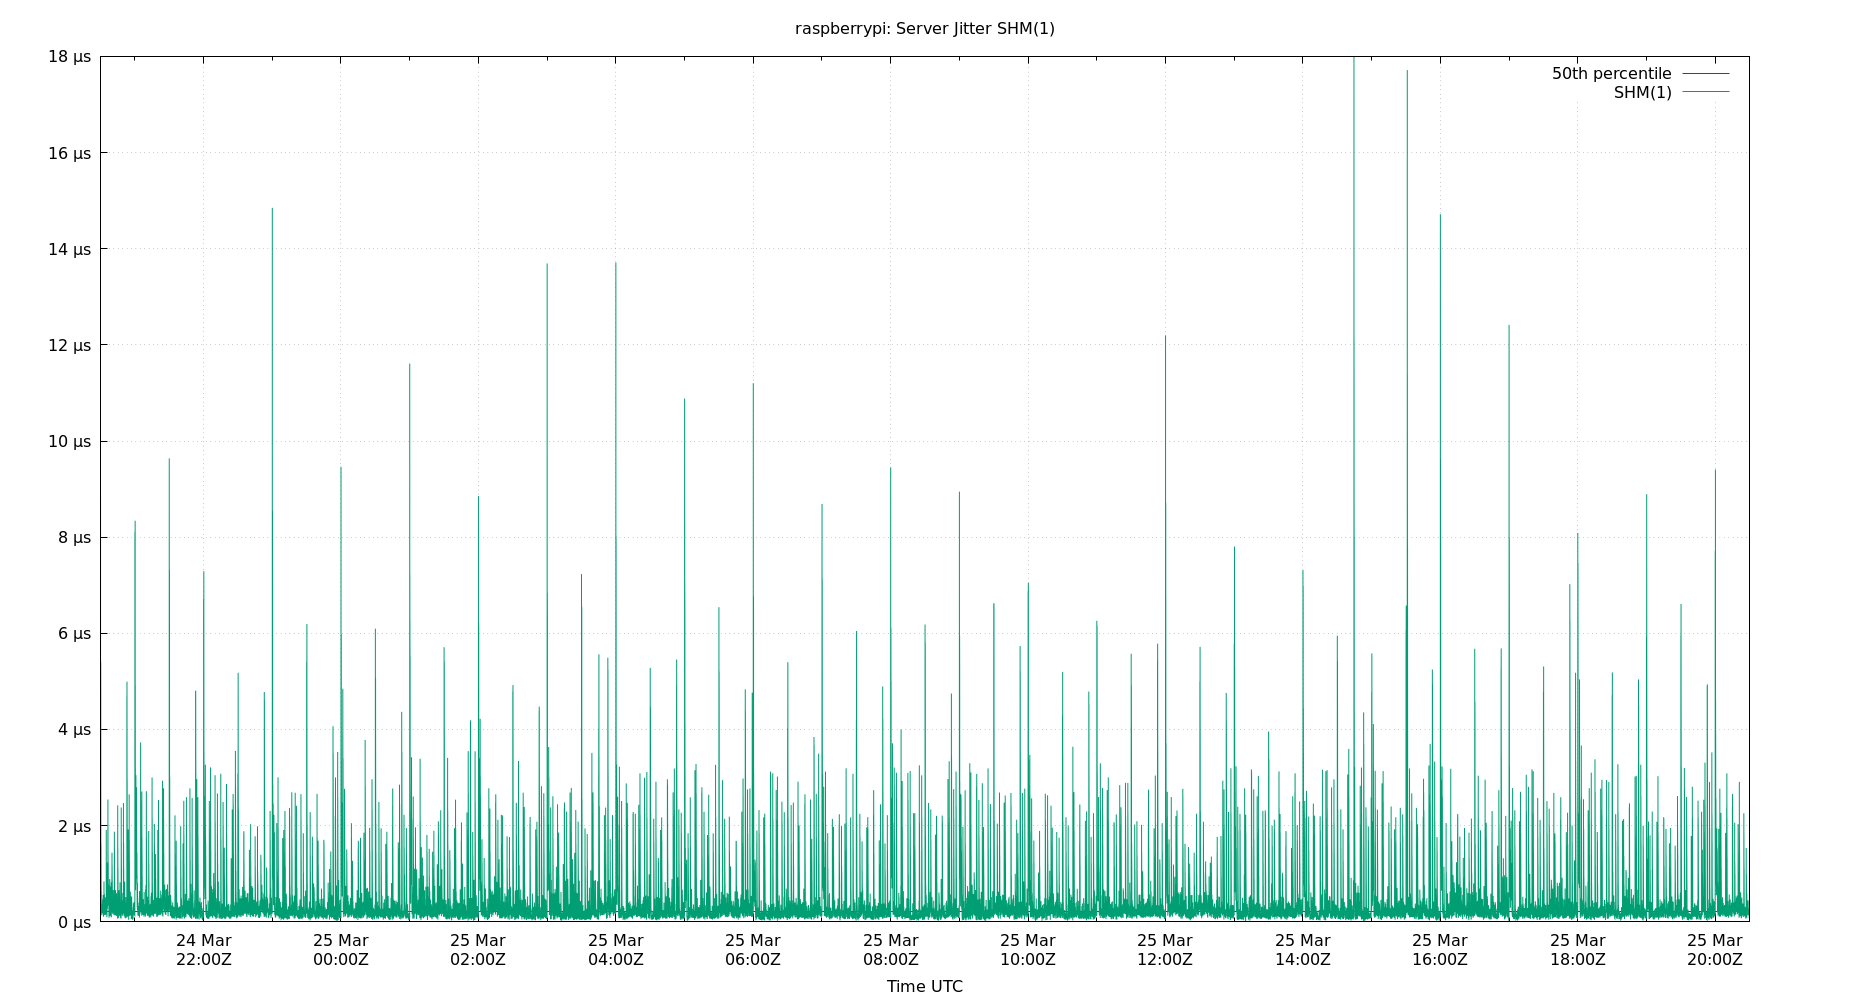 raspberrypi: Server Jitter SHM(1)
18 μs
16 μs
14 μs
12 μs
10 μs
8 μs
6 μs
4 μs
2 μs
0 μs
50th percentile
SHM(1)
24 Mar 25 Mar 25 Mar 25 Mar 25 Mar 25 Mar 25 Mar 25 Mar 25 Mar 25 Mar 25 Mar 25 Mar
22:00Z 00:00Z 02:00Z 04:00Z 06:00Z 08:00Z 10:00Z 12:00Z 14:00Z 16:00Z 18:00Z 20:00Z
Time UTC